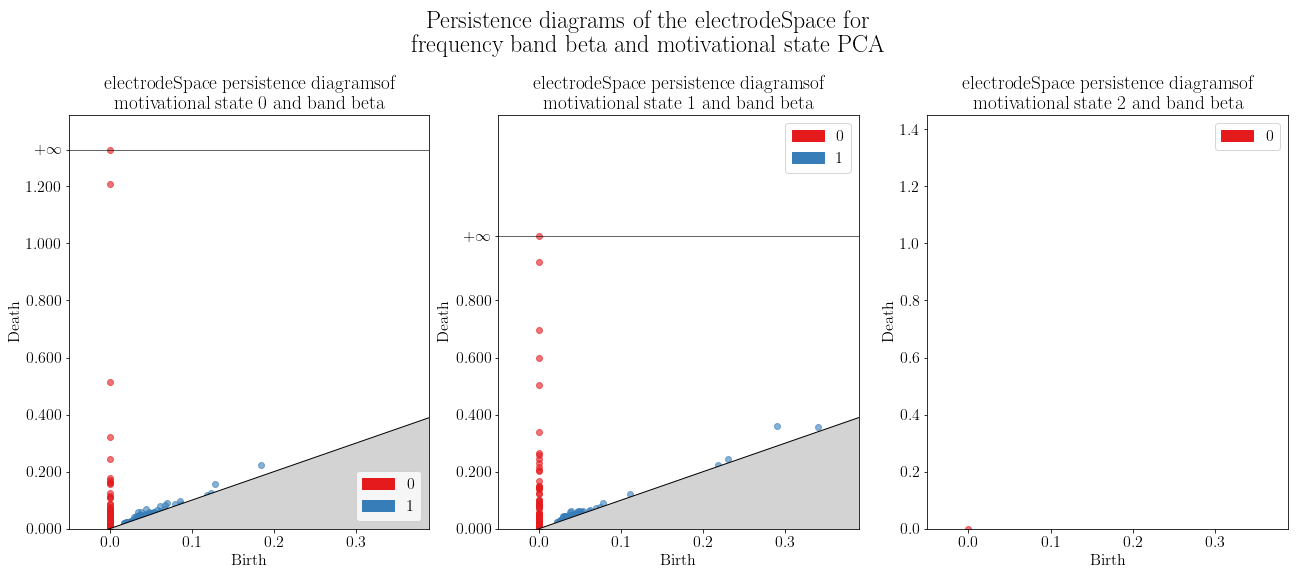 Persistence diagrams of the electrodeSpace for
frequency band beta and motivational state PCA
electrodeSpace persistence diagramsof
motivational state 0 and band beta
+∞
1.200
1.000
0.800
0.600
0.400
0.200
0.000
Death
0
1
0.0 0.1 0.2 0.3
Birth
electrodeSpace persistence diagramsof
motivational state 1 and band beta
0
1
+∞
0.800
0.600
0.400
0.200
0.000
Death
0.0 0.1 0.2 0.3
Birth
electrodeSpace persistence diagramsof
motivational state 2 and band beta
0
1.4
1.2
1.0
0.8
0.6
0.4
0.2
0.0
Death
0.0 0.1 0.2 0.3
Birth